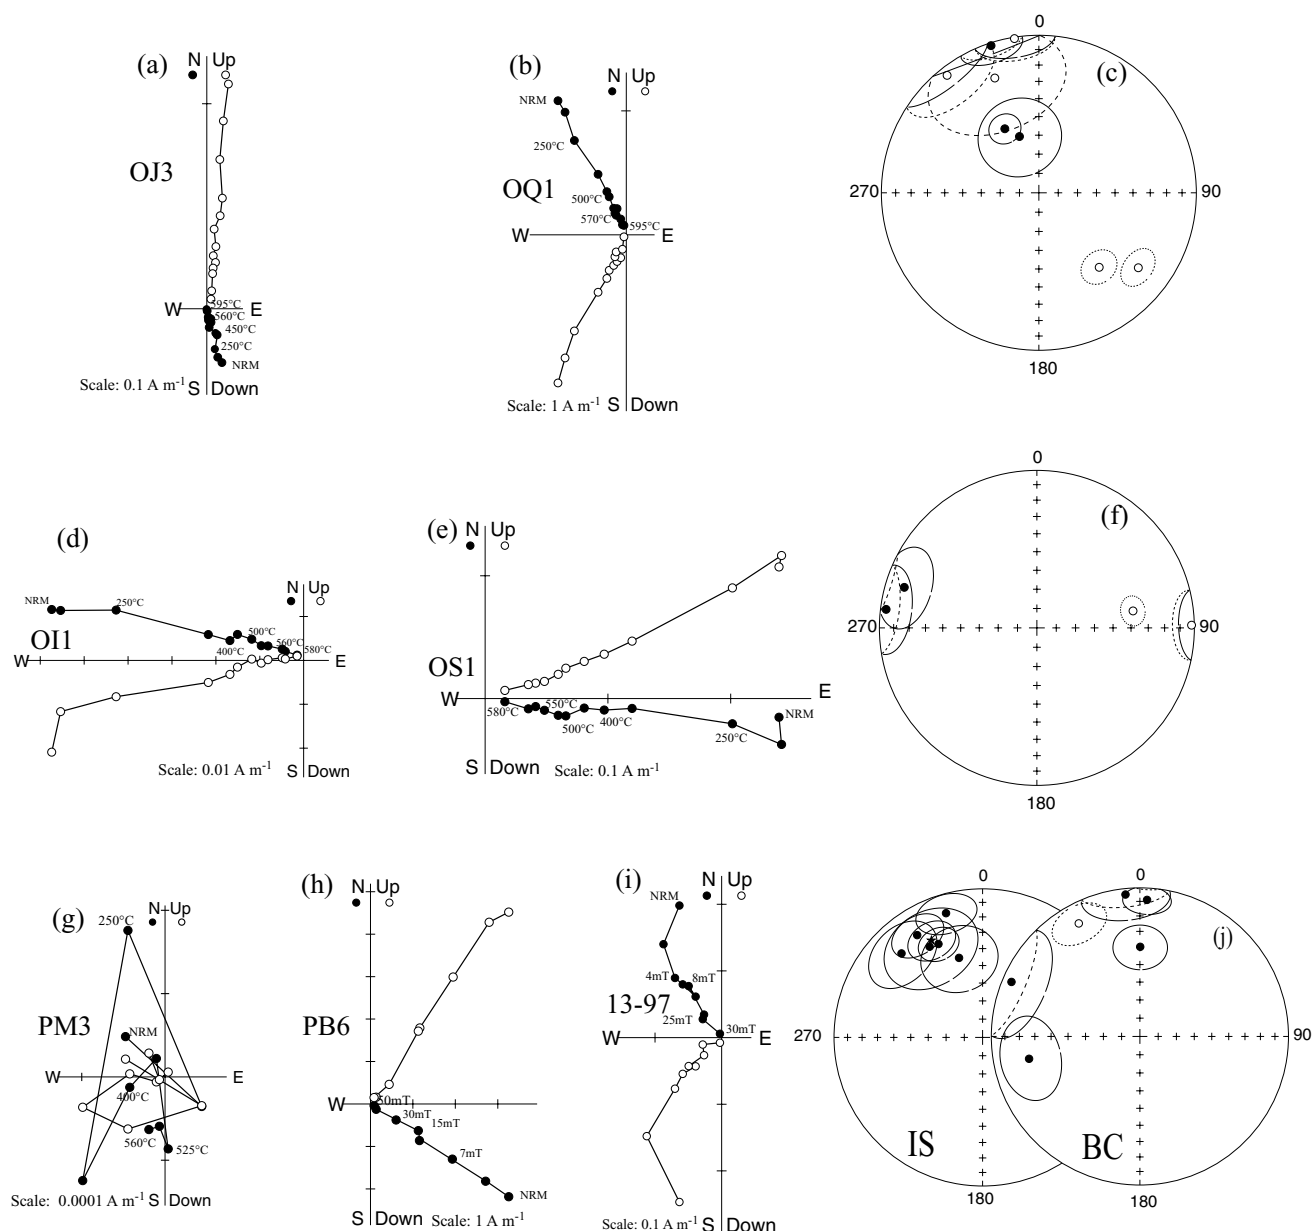 (a)
N Up
OJ3
W E
595°C
560°C
450°C
250°C
NRM
Scale: 0.1 A m-1
S Down
(b)
N Up
NRM
250°C
OQ1
500°C
570°C
595°C
W E
Scale: 1 A m-1
S Down
(c)
0
270 90
180
(d)
N Up
NRM
250°C
OI1
500°C
560°C
580°C
400°C
W E
Scale: 0.01 A m-1
S Down
(e)
N Up
OS1
W E
580°C
550°C
500°C
400°C
250°C
NRM
S Down
Scale: 0.1 A m-1
(f)
0
270 90
180
(g)
N Up
250°C
PM3
NRM
W E
400°C
560°C
525°C
Scale: 0.0001 A m-1
S Down
(h)
N Up
PB6
W E
50mT
30mT
15mT
7mT
NRM
S Down
Scale: 1 A m-1
(i)
N Up
NRM
4mT
8mT
13-97
25mT
30mT
W E
Scale: 0.1 A m-1
S Down
0 0
(j)
270 90
IS BC
180 180